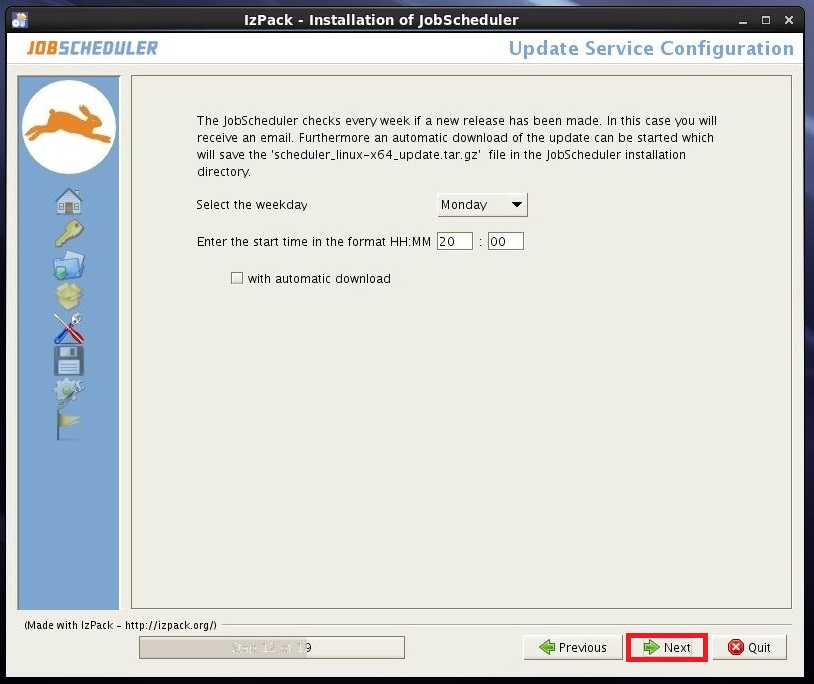 IzPack - Installation of JobScheduler
JOBSCHEDULER
Update Service Configuration
The JobScheduler checks every week if a new release has been made. In this case you will
receive an email. Furthermore an automatic download of the update can be started which
will save the 'scheduler_linux-x64_update.tar.gz' file in the JobScheduler installation
directory.
Select the weekday Monday
Enter the start time in the format HH:MM 20 : 00
with automatic download
(Made with IzPack - http://izpack.org/)
Previous Next Quit